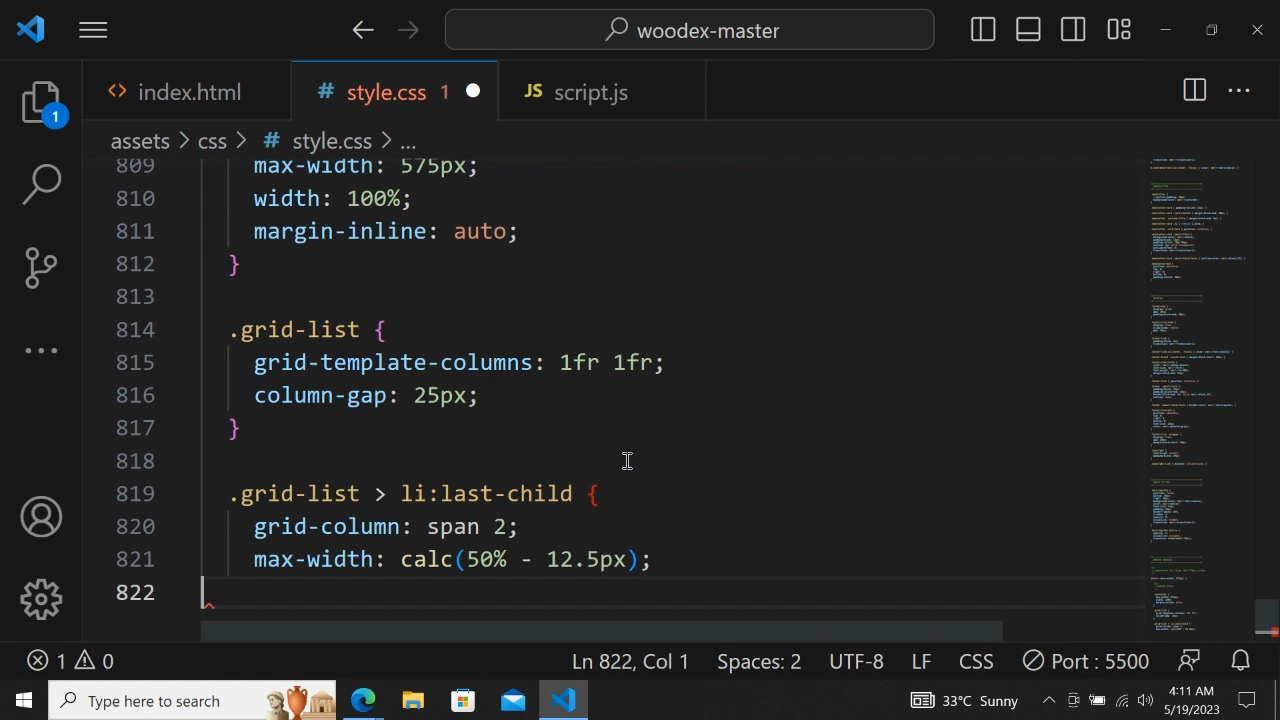 woodex-master
index.html
style.css 1
JS script.js
1
assets > css > # style.css > ...
809 max-width: 575px;
810 width: 100%;
811 margin-inline:
812 }
813
814 .grid-list {
815 grid-template-columns: 1fr 1fr;
816 column-gap: 25px;
817 }
818
819 .grid-list > li:last-child {
820 grid-column: span 2;
821 max-width: calc(50% - 12.5px);
822
1 0
Ln 822, Col 1
Spaces: 2
UTF-8
LF
CSS
Port : 5500
Type here to search
33°C Sunny
4:11 AM
5/19/2023